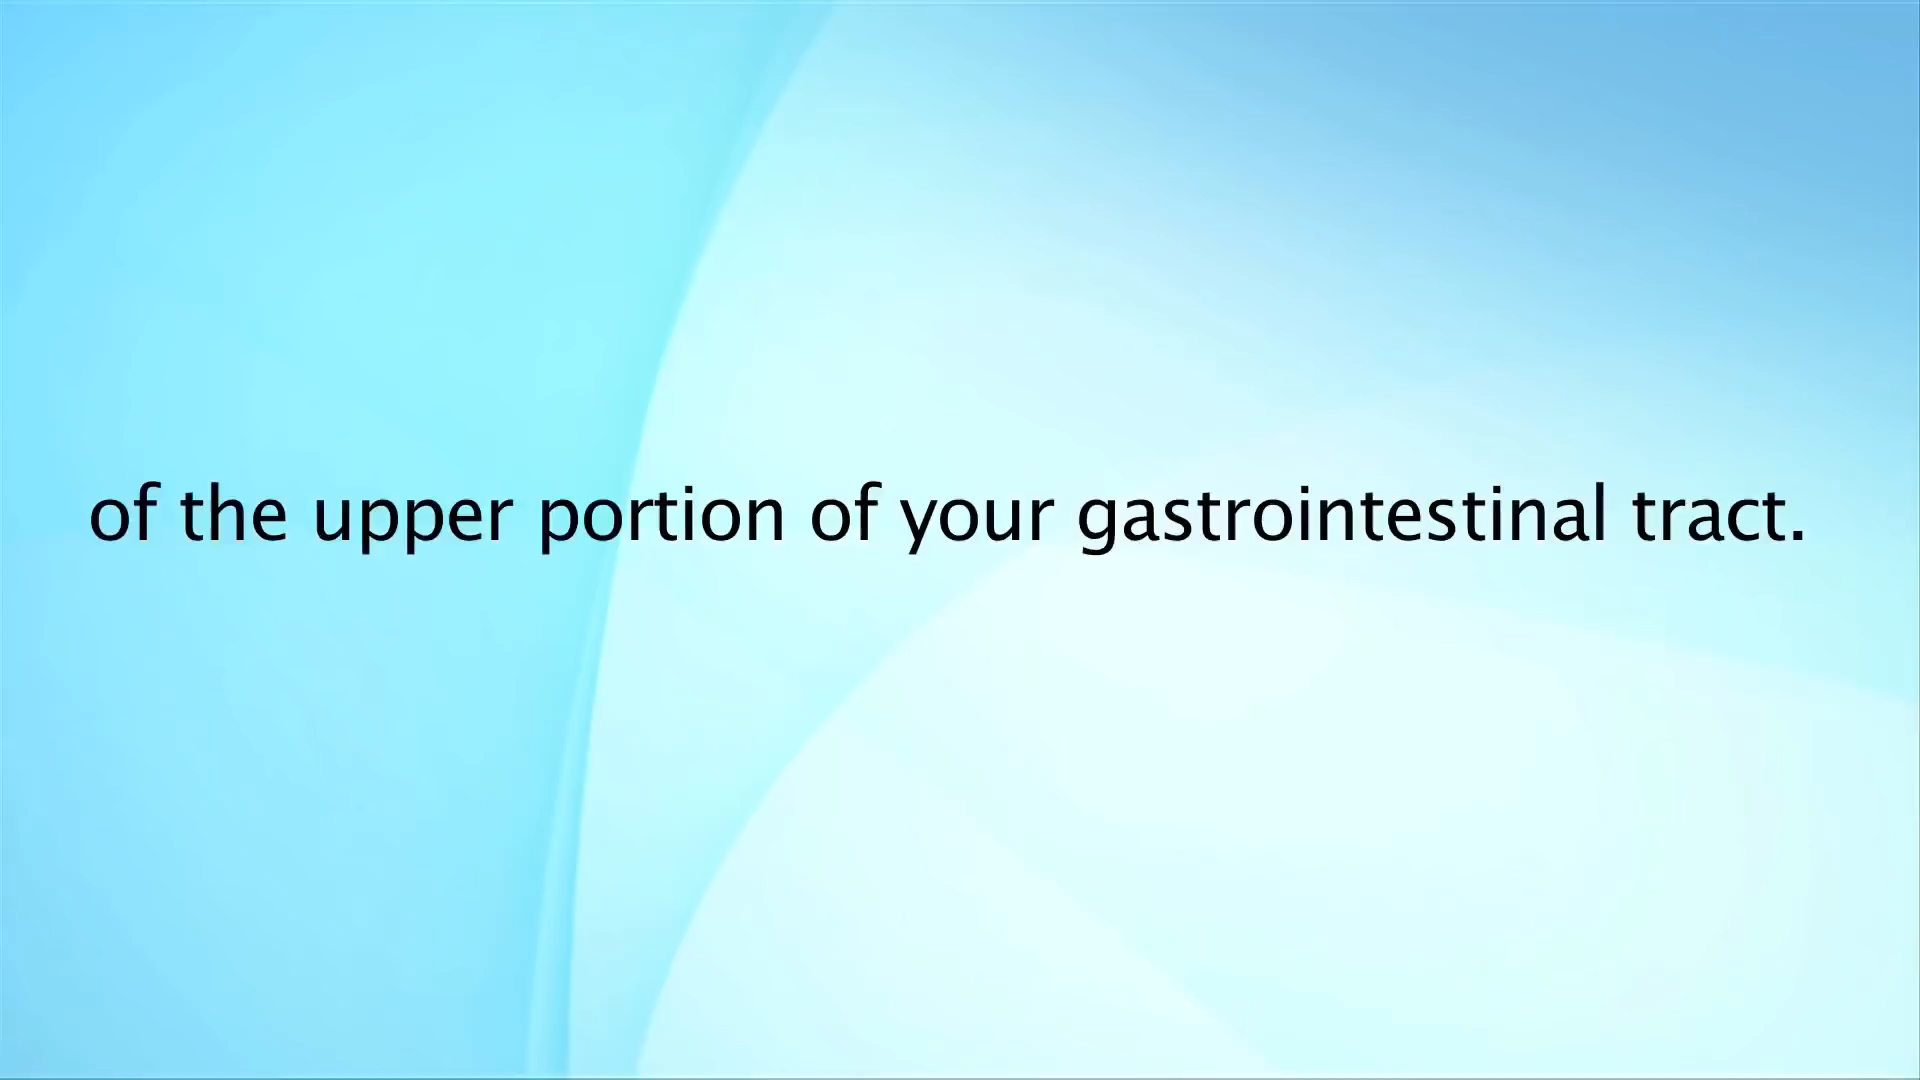 of the upper portion of your gastrointestinal tract.